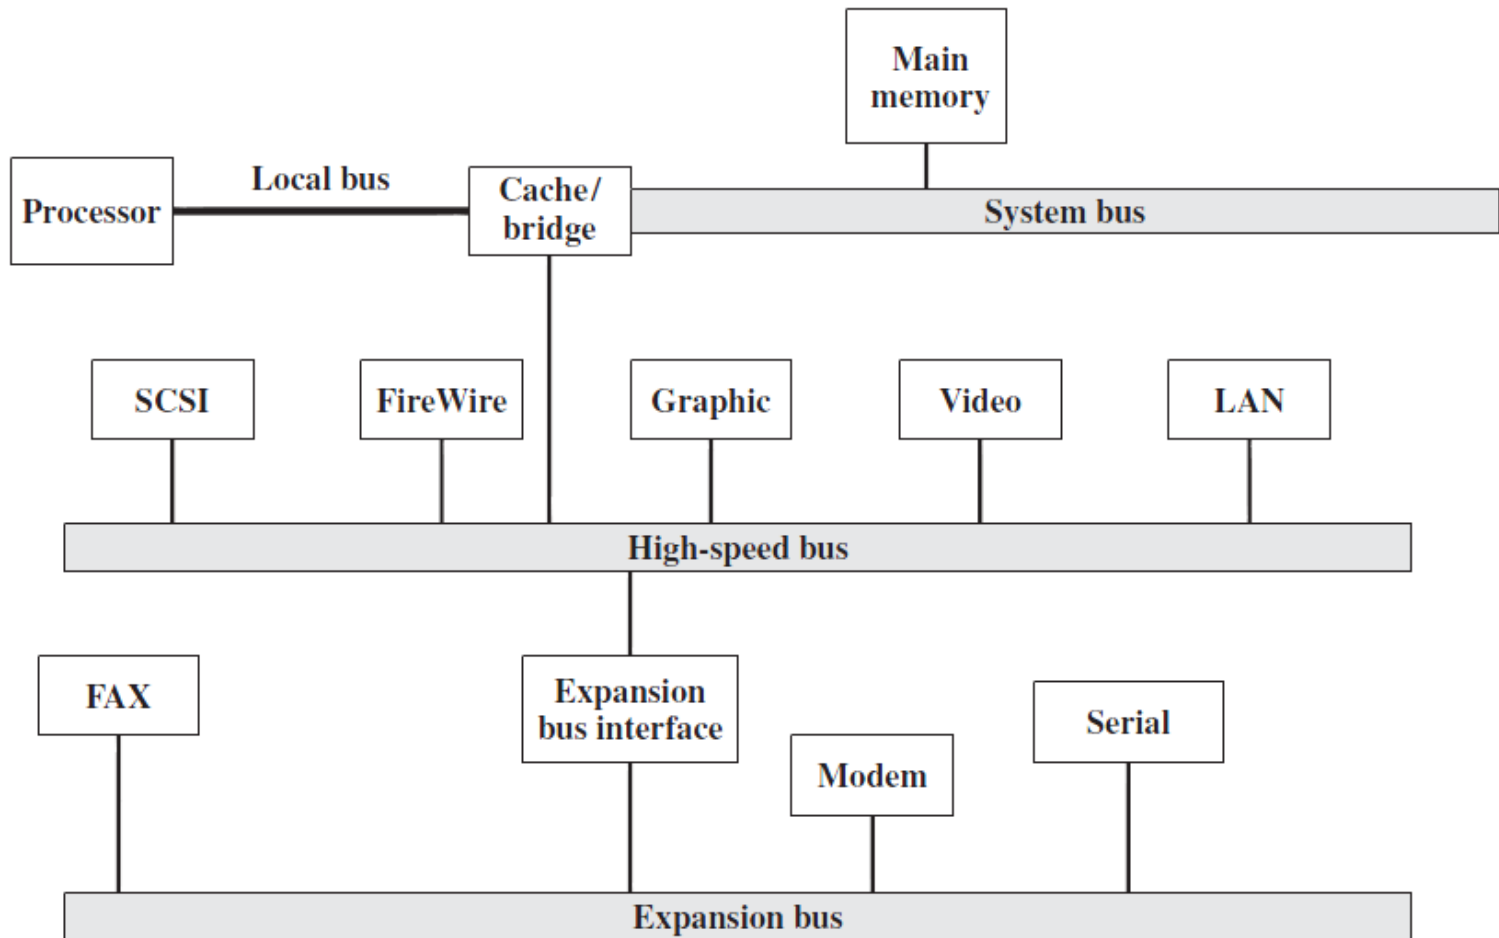 Main
memory
Local bus
Processor
Cache/
bridge
System bus
SCSI
FireWire
Graphic
Video
LAN
High-speed bus
FAX
Expansion
bus interface
Serial
Modem
Expansion bus